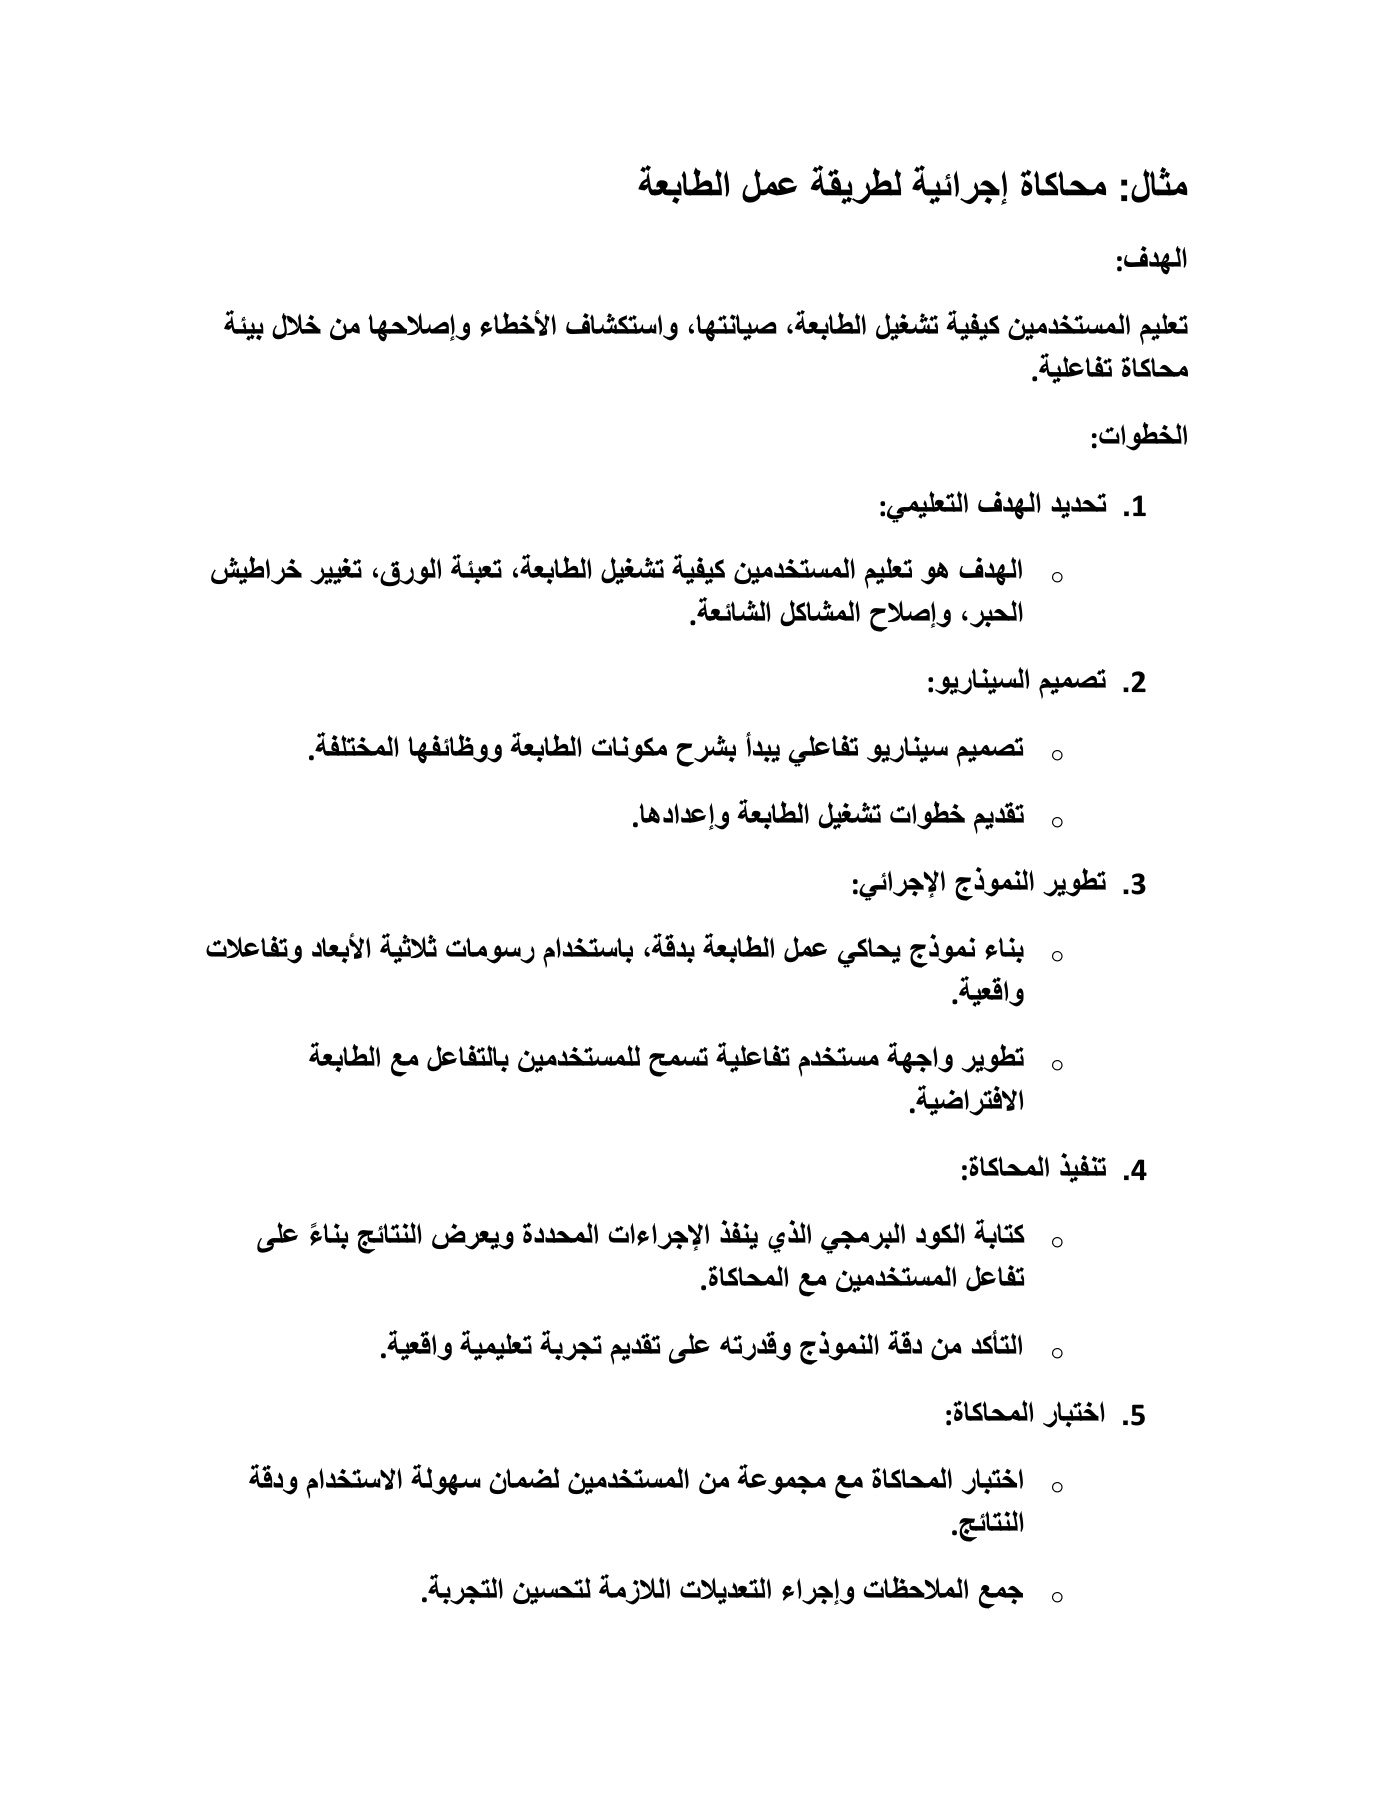 مثال: محاكاة إجرائية لطريقة عمل الطابعة
الهدف:
تعليم المستخدمين كيفية تشغيل الطابعة، صيانتها، واستكشاف الأخطاء وإصلاحها من خلال بيئة
محاكاة تفاعلية.
الخطوات:
1. تحديد الهدف التعليمي:
○ الهدف هو تعليم المستخدمين كيفية تشغيل الطابعة، تعبئة الورق، تغيير خراطيش
الحبر، وإصلاح المشاكل الشائعة.
2. تصميم السيناريو:
○ تصميم سيناريو تفاعلي يبدأ بشرح مكونات الطابعة ووظائفها المختلفة.
○ تقديم خطوات تشغيل الطابعة وإعدادها.
3. تطوير النموذج الإجرائي:
○ بناء نموذج يحاكي عمل الطابعة بدقة، باستخدام رسومات ثلاثية الأبعاد وتفاعلات
واقعية.
○ تطوير واجهة مستخدم تفاعلية تسمح للمستخدمين بالتفاعل مع الطابعة
الافتراضية.
4. تنفيذ المحاكاة:
○ كتابة الكود البرمجي الذي ينفذ الإجراءات المحددة ويعرض النتائج بناءً على
تفاعل المستخدمين مع المحاكاة.
○ التأكد من دقة النموذج وقدرته على تقديم تجربة تعليمية واقعية.
5. اختبار المحاكاة:
○ اختبار المحاكاة مع مجموعة من المستخدمين لضمان سهولة الاستخدام ودقة
النتائج.
○ جمع الملاحظات وإجراء التعديلات اللازمة لتحسين التجربة.